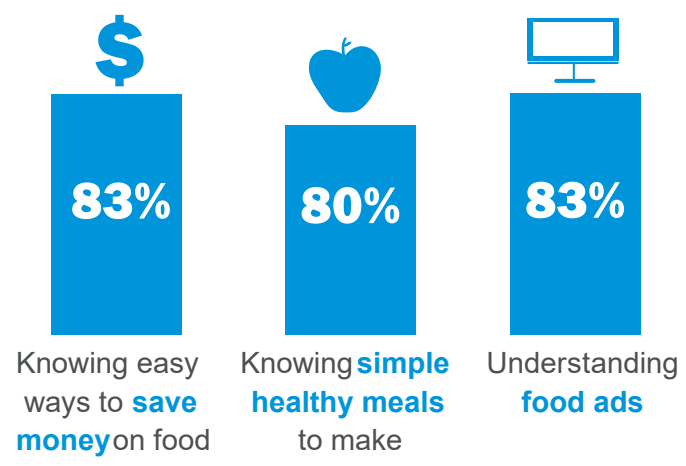 $
83%
80%
83%
Knowing easy
ways to save
money on food
Knowing simple
healthy meals
to make
Understanding
food ads